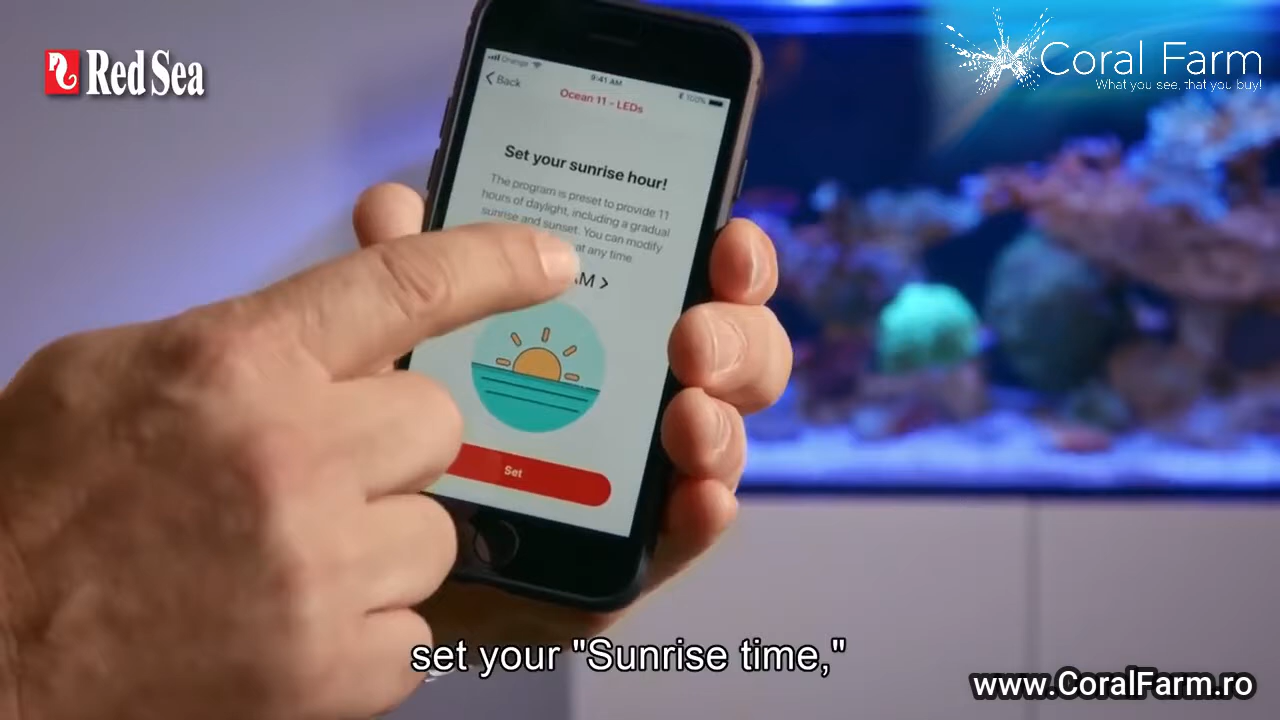 Red Sea
Coral Farm
What you see, that you buy!
Orange
9:41 AM
100%
Back
Ocean 11 - LEDs
Set your sunrise hour!
The program is preset to provide 11
hours of daylight, including a gradual
sunrise and sunset. You can modify
at any time.
AM >
Set
set your "Sunrise time,"
www.CoralFarm.ro